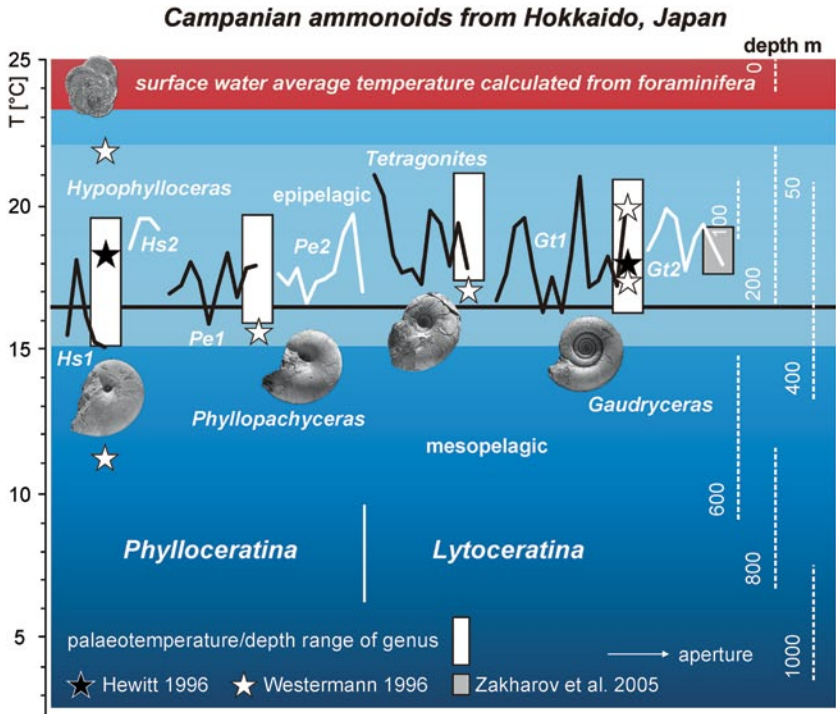 Campanian ammonoids from Hokkaido, Japan
depth m
T [°C]
25
20
15
10
5
surface water average temperature calculated from foraminifera
0
Tetragonites
Hypophylloceras
epipelagic
50
100
Hs2
Pe2
Gt1
Gt2
200
Hs1
Pe1
400
Phyllopachyceras
Gaudryceras
mesopelagic
600
Phylloceratina
Lytoceratina
800
palaeotemperature/depth range of genus
aperture
1000
Hewitt 1996
Westermann 1996
Zakharov et al. 2005